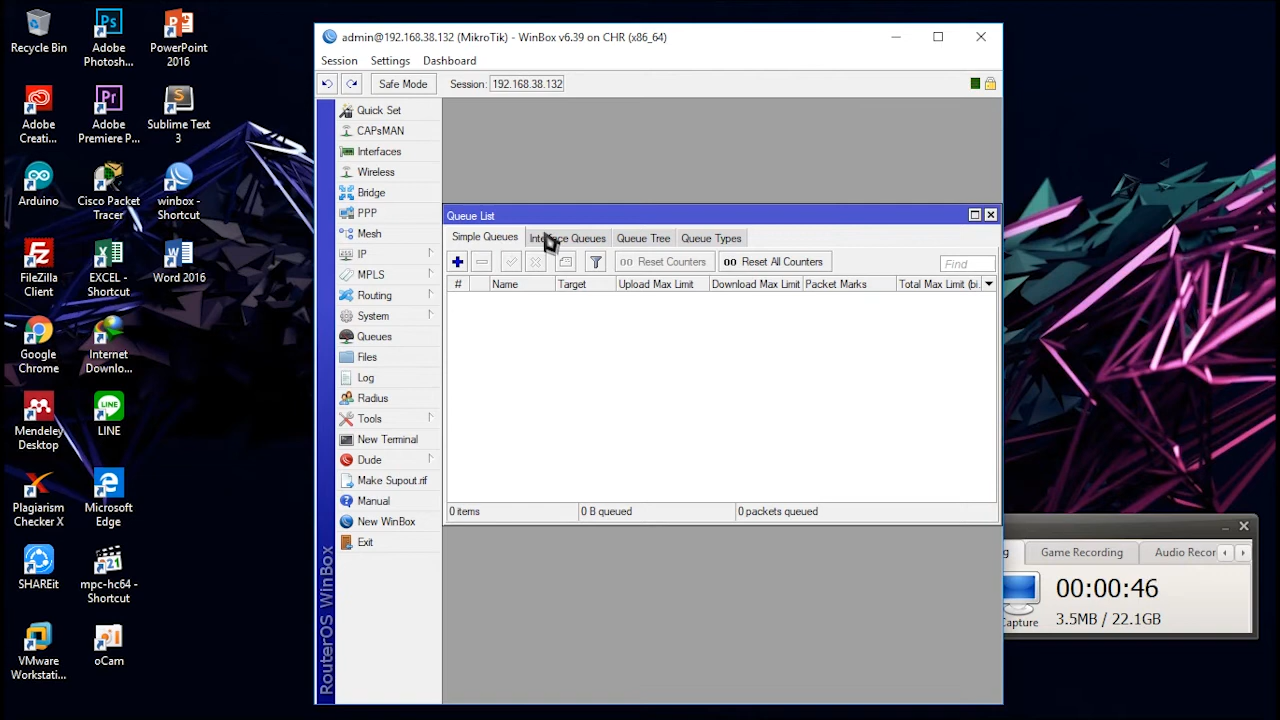 Recycle Bin
Adobe
Photosh...
PowerPoint
2016
Adobe
Creati...
Adobe
Premiere P...
Sublime Text
3
Arduino
Cisco Packet
Tracer
winbox -
Shortcut
FileZilla
Client
EXCEL -
Shortcut
Word 2016
Google
Chrome
Internet
Downlo...
Mendeley
Desktop
LINE
Plagiarism
Checker X
Microsoft
Edge
SHAREit
mpc-hc64 -
Shortcut
VMware
Workstati...
oCam
admin@192.168.38.132 (MikroTik) - WinBox v6.39 on CHR (x86_64)
Session Settings Dashboard
Safe Mode Session: 192.168.38.132
Quick Set
CAPsMAN
Interfaces
Wireless
Bridge
PPP
Mesh
IP
MPLS
Routing
System
Queues
Files
Log
Radius
Tools
New Terminal
Dude
Make Supout.rif
Manual
New WinBox
Exit
RouterOS WinBox
Queue List
Simple Queues Interface Queues Queue Tree Queue Types
00 Reset Counters 00 Reset All Counters Find
# Name Target Upload Max Limit Download Max Limit Packet Marks Total Max Limit (bi...
0 items 0 B queued 0 packets queued
g Game Recording Audio Recor
00:00:46
Capture 3.5MB / 22.1GB